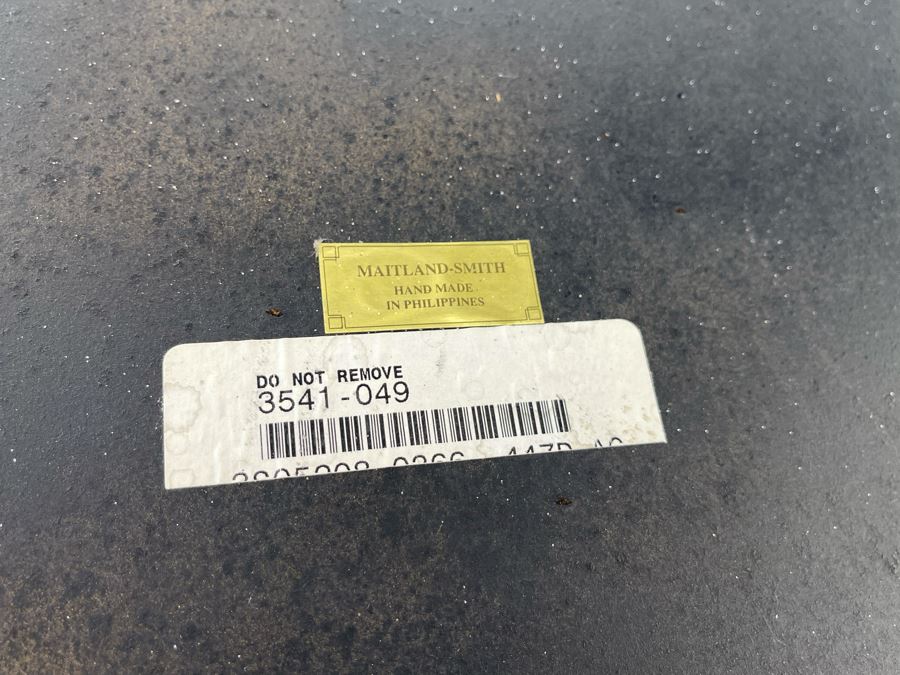 MAITLAND-SMITH
HAND MADE
IN PHILIPPINES
DO NOT REMOVE
3541-049